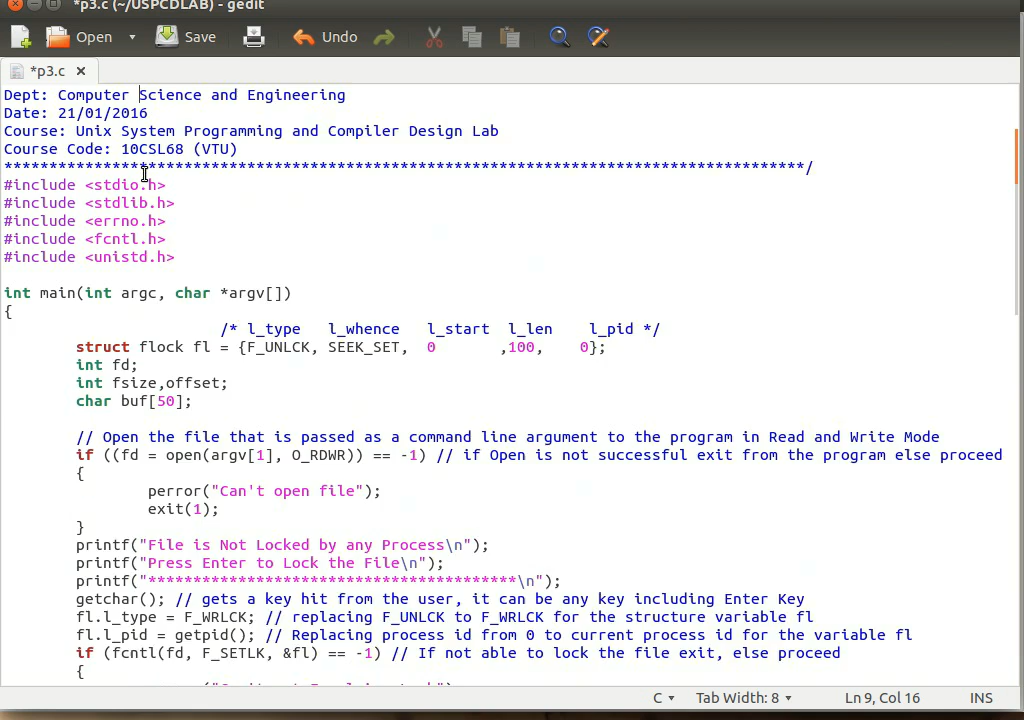 *p3.c (~/USPCDLAB) - gedit
Open Save Undo
*p3.c
Dept: Computer Science and Engineering
Date: 21/01/2016
Course: Unix System Programming and Compiler Design Lab
Course Code: 10CSL68 (VTU)
*****************************************************************************************/
#include <stdio.h>
#include <stdlib.h>
#include <errno.h>
#include <fcntl.h>
#include <unistd.h>
int main(int argc, char *argv[])
{
/* l_type l_whence l_start l_len l_pid */
struct flock fl = {F_UNLCK, SEEK_SET, 0 ,100, 0};
int fd;
int fsize,offset;
char buf[50];
// Open the file that is passed as a command line argument to the program in Read and Write Mode
if ((fd = open(argv[1], O_RDWR)) == -1) // if Open is not successful exit from the program else proceed
{
perror("Can't open file");
exit(1);
}
printf("File is Not Locked by any Process\n");
printf("Press Enter to Lock the File\n");
printf("*****************************************\n");
getchar(); // gets a key hit from the user, it can be any key including Enter Key
fl.l_type = F_WRLCK; // replacing F_UNLCK to F_WRLCK for the structure variable fl
fl.l_pid = getpid(); // Replacing process id from 0 to current process id for the variable fl
if (fcntl(fd, F_SETLK, &fl) == -1) // If not able to lock the file exit, else proceed
{
C Tab Width: 8 Ln 9, Col 16 INS